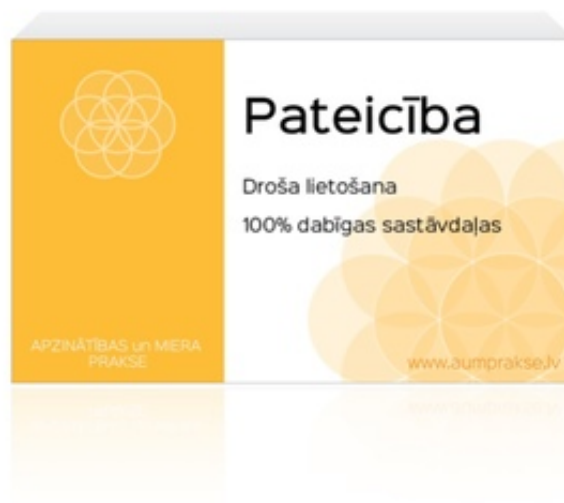 Pateicība
Droša lietošana
100% dabīgas sastāvdaļas
APZINĀTĪBAS un MIERA
PRAKSE
www.aumprakse.lv